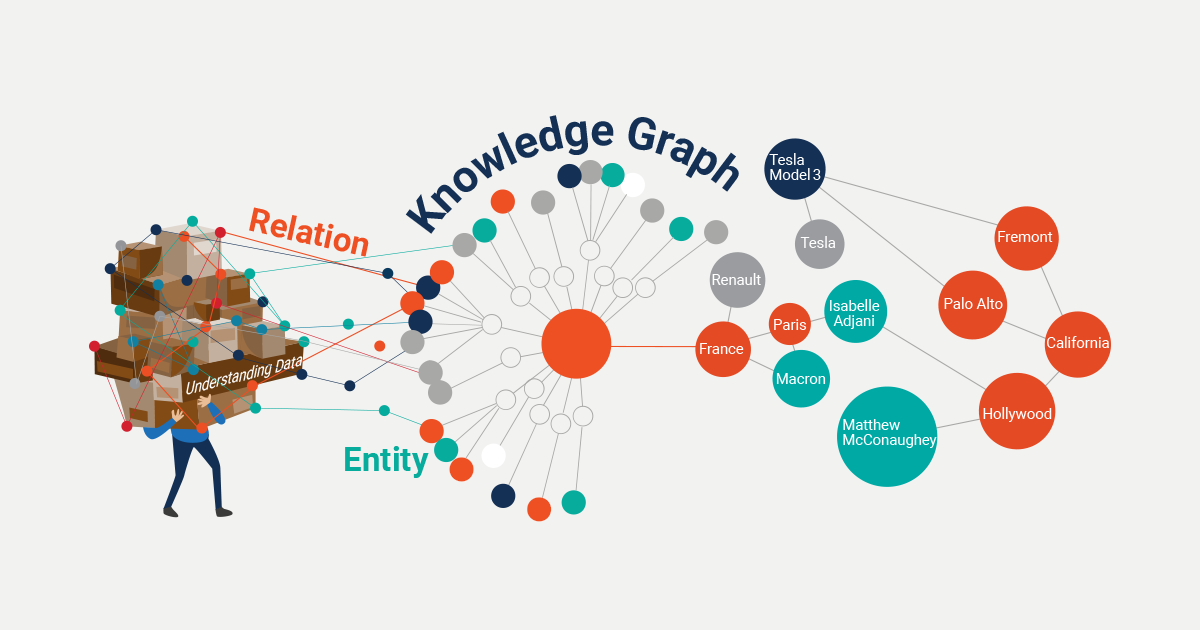 Knowledge Graph
Relation
Understanding Data
Entity
Tesla
Model 3
Tesla
Renault
France
Paris
Isabelle
Adjani
Macron
Fremont
Palo Alto
California
Hollywood
Matthew
McConaughey